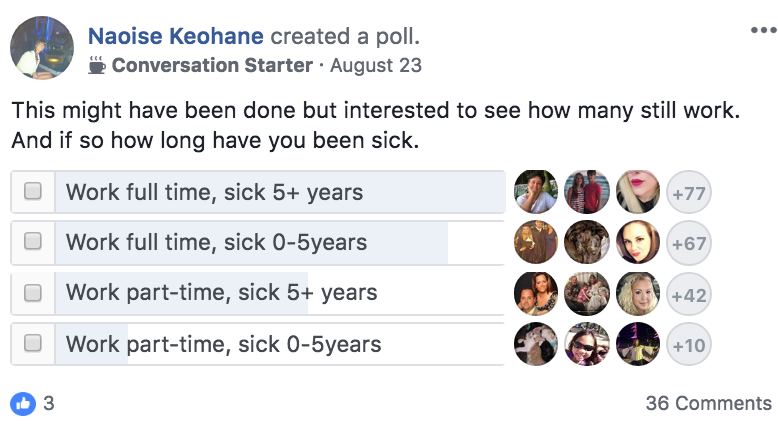 Naoise Keohane created a poll.
Conversation Starter · August 23
This might have been done but interested to see how many still work.
And if so how long have you been sick.
Work full time, sick 5+ years
+77
Work full time, sick 0-5years
+67
Work part-time, sick 5+ years
+42
Work part-time, sick 0-5years
+10
3
36 Comments